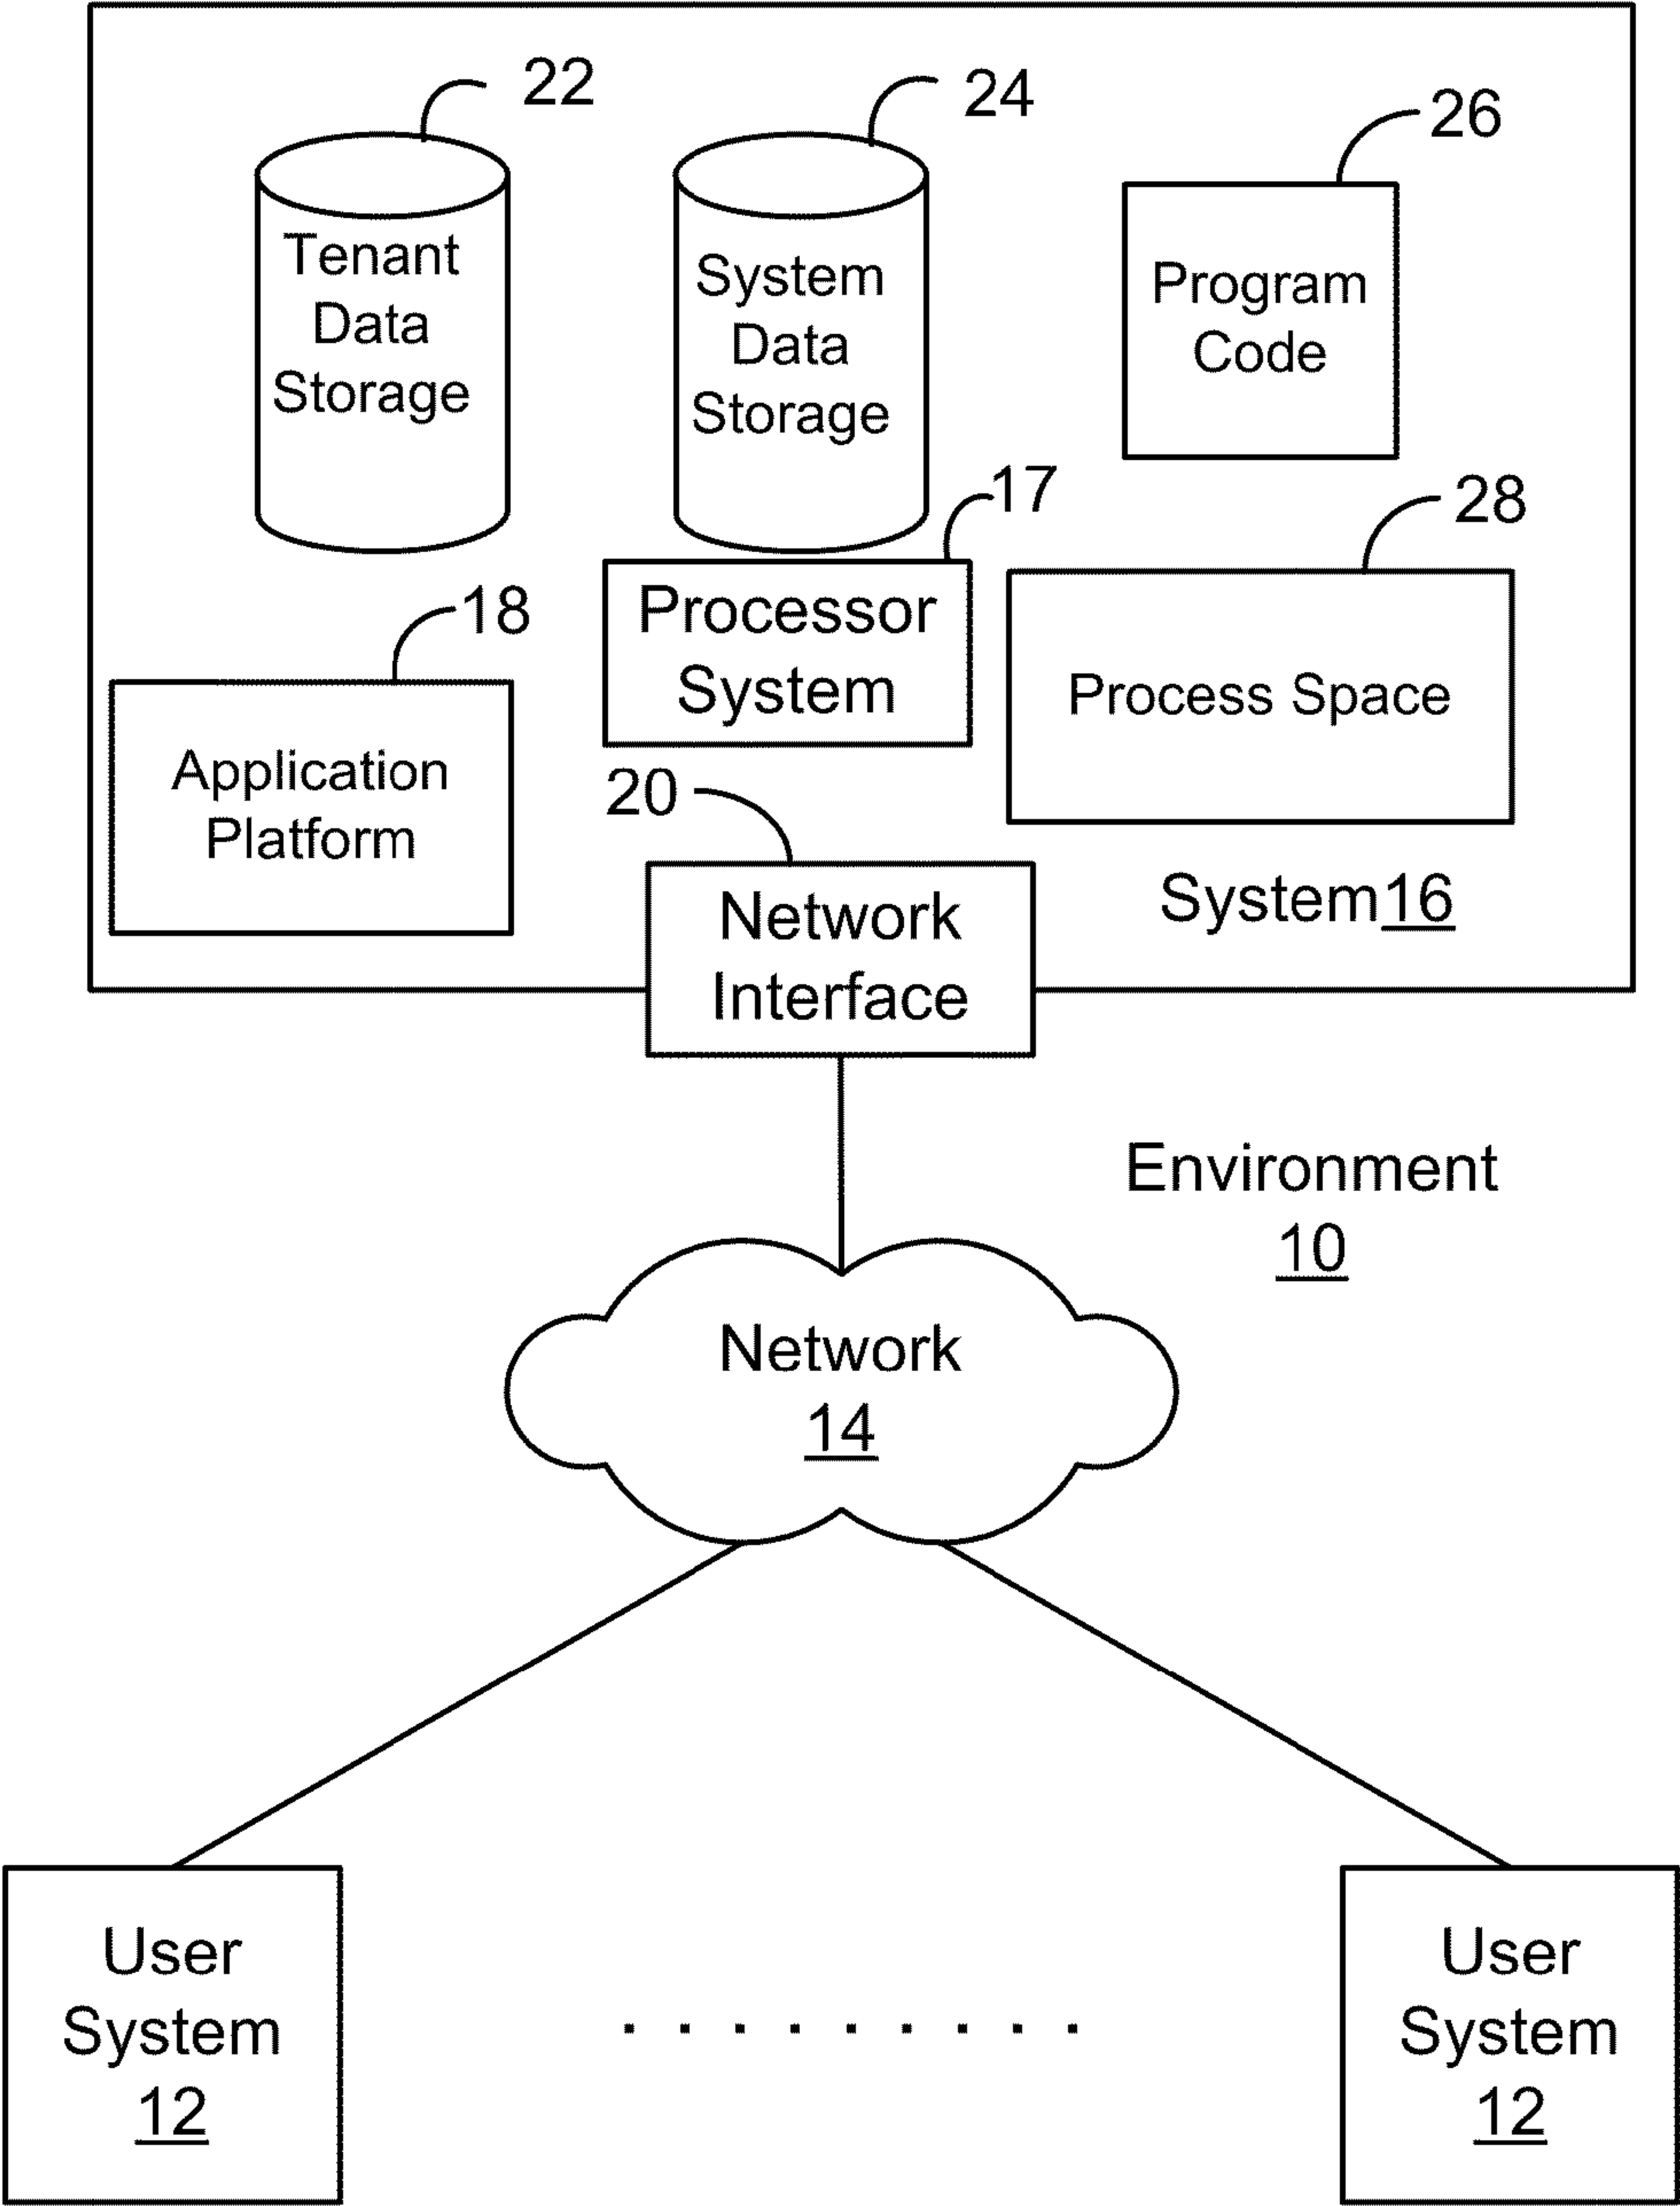 22
24
26
Tenant
Data
Storage
System
Data
Storage
Program
Code
17
28
18
Processor
System
Process Space
Application
Platform
20
Network
Interface
System16
Environment
10
Network
14
User
System
12
. . . . . . . . .
User
System
12